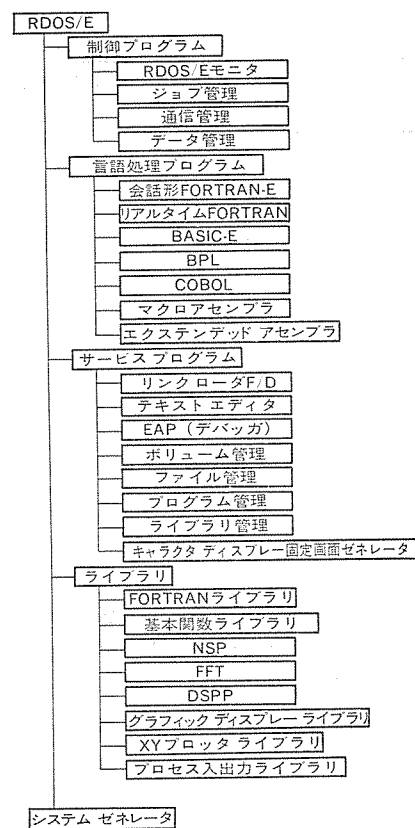 RDOS/E
制御プログラム
RDOS/Eモニタ
ジョブ管理
通信管理
データ管理
言語処理プログラム
会話形FORTRAN-E
リアルタイムFORTRAN
BASIC-E
BPL
COBOL
マクロアセンブラ
エクステンデッド アセンブラ
サービス プログラム
リンク ローダF/D
テキスト エディタ
EAP（デバッガ）
ボリューム管理
ファイル管理
プログラム管理
ライブラリ管理
キャラクタ ディスプレー固定画面ゼネレータ
ライブラリ
FORTRANライブラリ
基本関数ライブラリ
NSP
FFT
DSPP
グラフィック ディスプレー ライブラリ
XYプロッタ ライブラリ
プロセス入出力ライブラリ
システム ゼネレータ